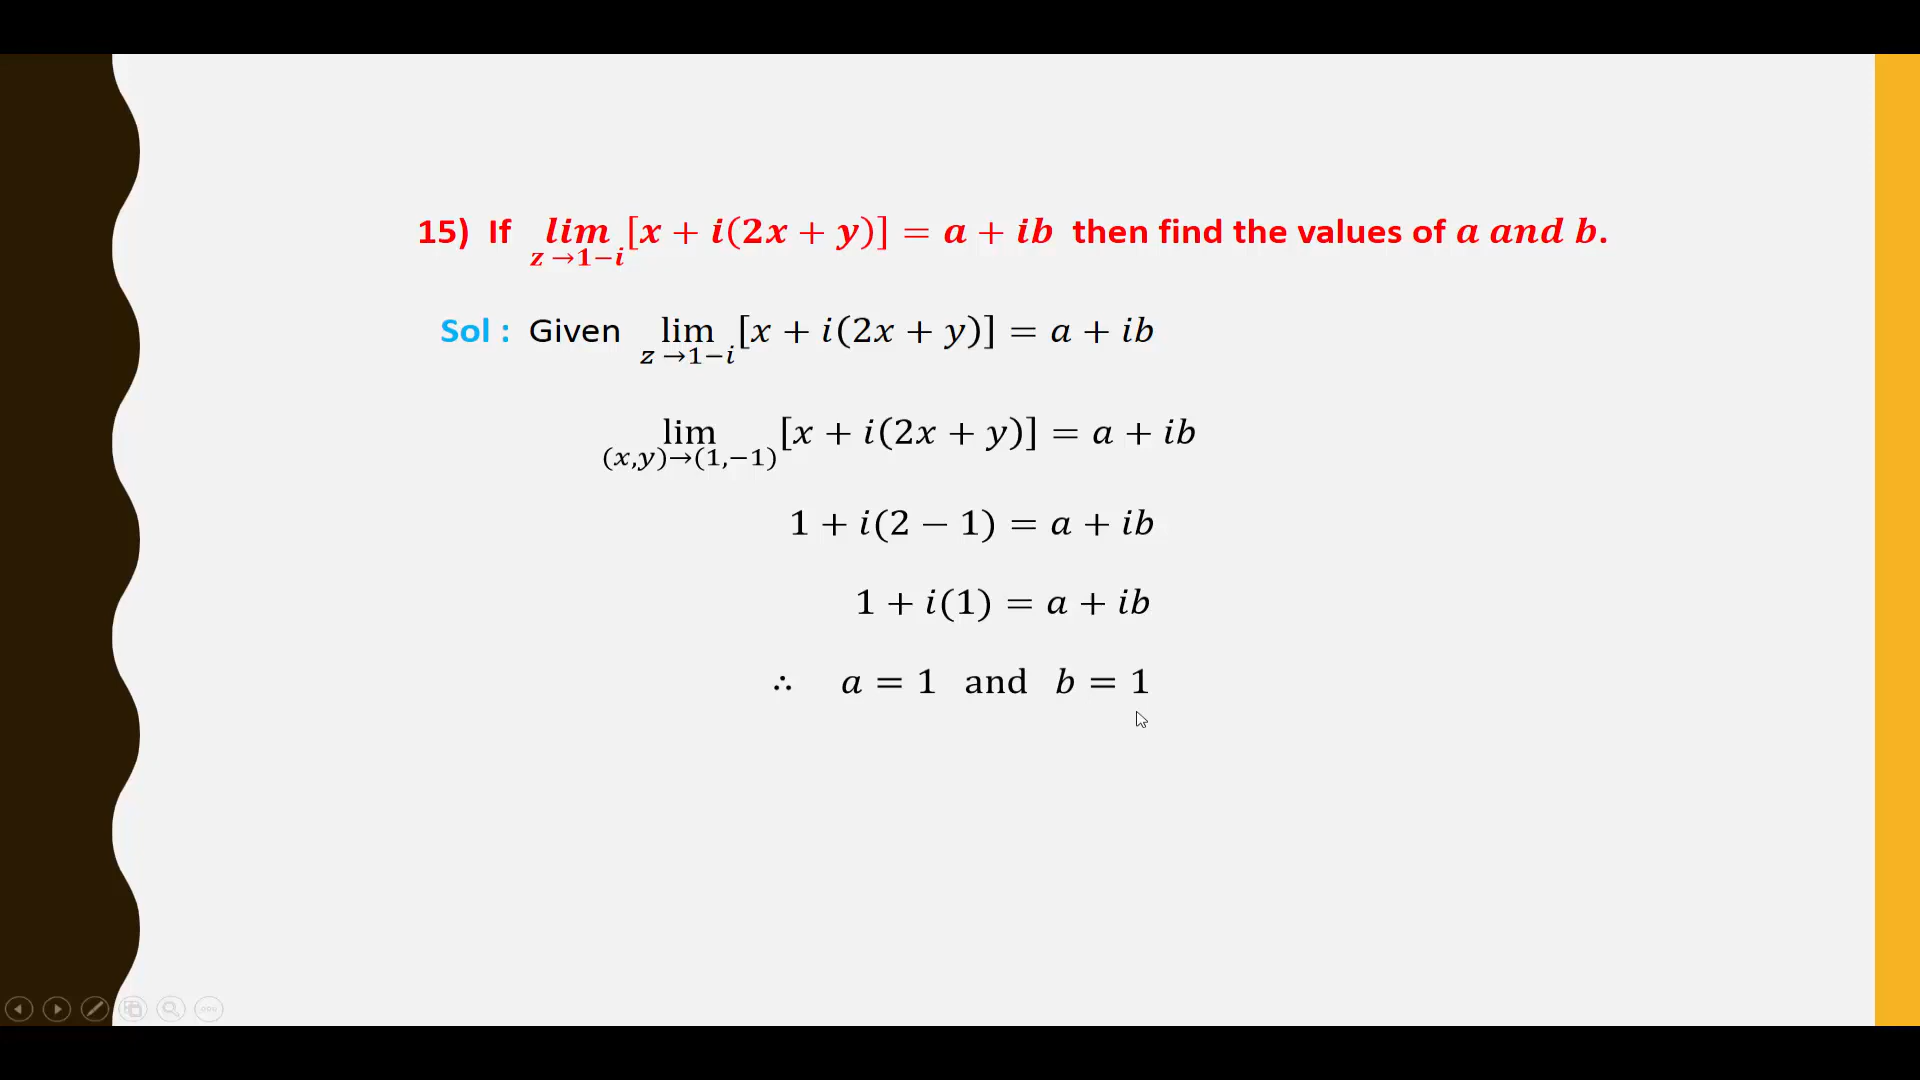 15) If lim [x + i(2x + y)] = a + ib then find the values of a and b.
z →1−i
Sol : Given lim [x + i(2x + y)] = a + ib
z →1−i
lim [x + i(2x + y)] = a + ib
(x,y)→(1,−1)
1 + i(2 − 1) = a + ib
1 + i(1) = a + ib
∴ a = 1 and b = 1